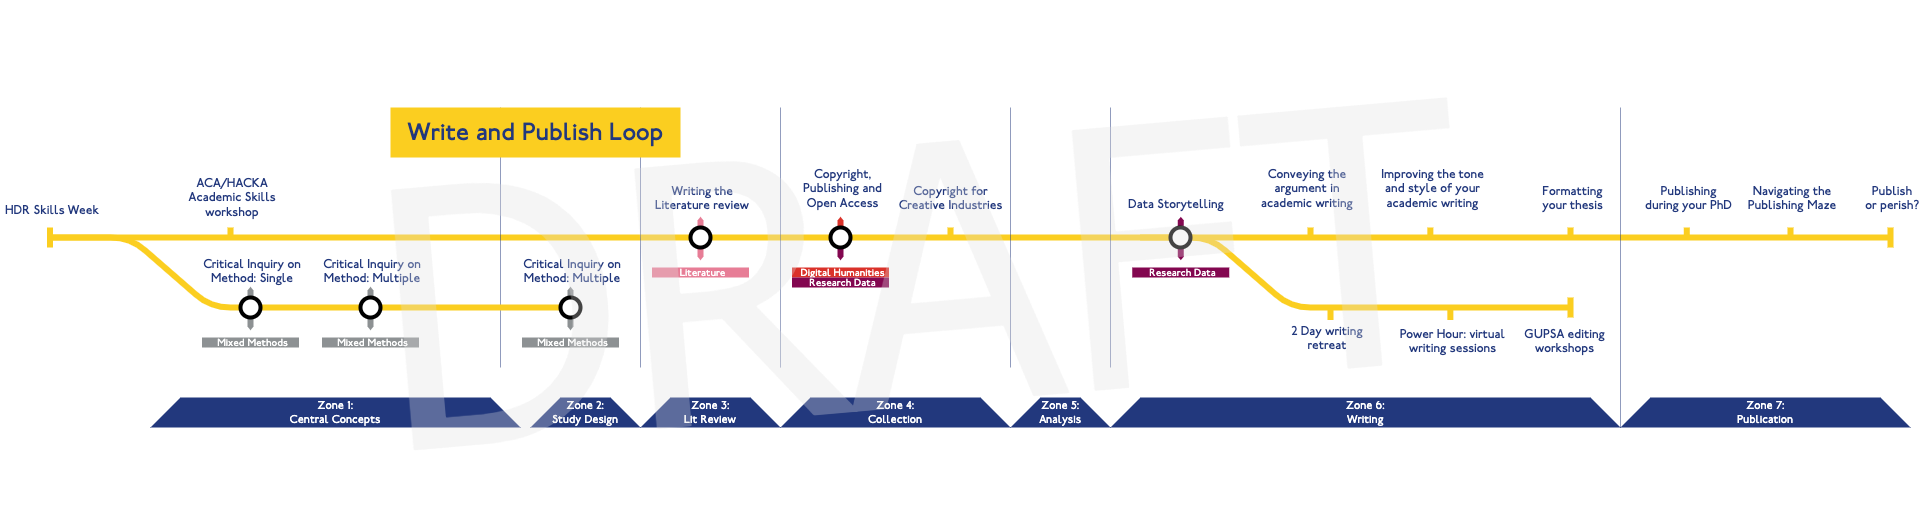 Write and Publish Loop
HDR Skills Week
ACA/HACKA
Academic Skills
workshop
Writing the
Literature review
Copyright,
Publishing and
Open Access
Copyright for
Creative Industries
Data Storytelling
Conveying the
argument in
academic writing
Improving the tone
and style of your
academic writing
Formatting
your thesis
Publishing
during your PhD
Navigating the
Publishing Maze
Publish
or perish?
Critical Inquiry on
Method: Single
Critical Inquiry on
Method: Multiple
Critical Inquiry on
Method: Multiple
Literature
Digital Humanities
Research Data
Research Data
Mixed Methods
Mixed Methods
Mixed Methods
2 Day writing
retreat
Power Hour: virtual
writing sessions
GUPSA editing
workshops
Zone 1:
Central Concepts
Zone 2:
Study Design
Zone 3:
Lit Review
Zone 4:
Collection
Zone 5:
Analysis
Zone 6:
Writing
Zone 7:
Publication
DRAFT